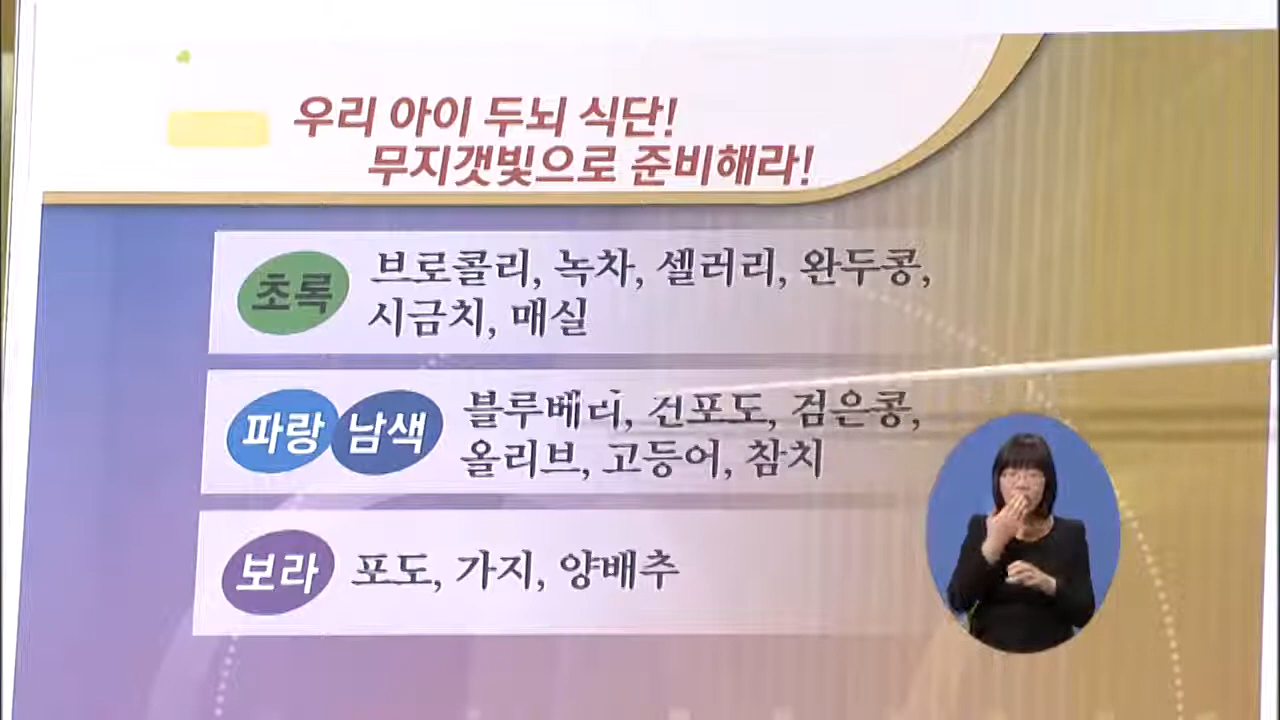 우리 아이 두뇌 식단!
무지갯빛으로 준비해라!
초록
브로콜리, 녹차, 셀러리, 완두콩,
시금치, 매실
파랑 남색
블루베리, 건포도, 검은콩,
올리브, 고등어, 참치
보라
포도, 가지, 양배추